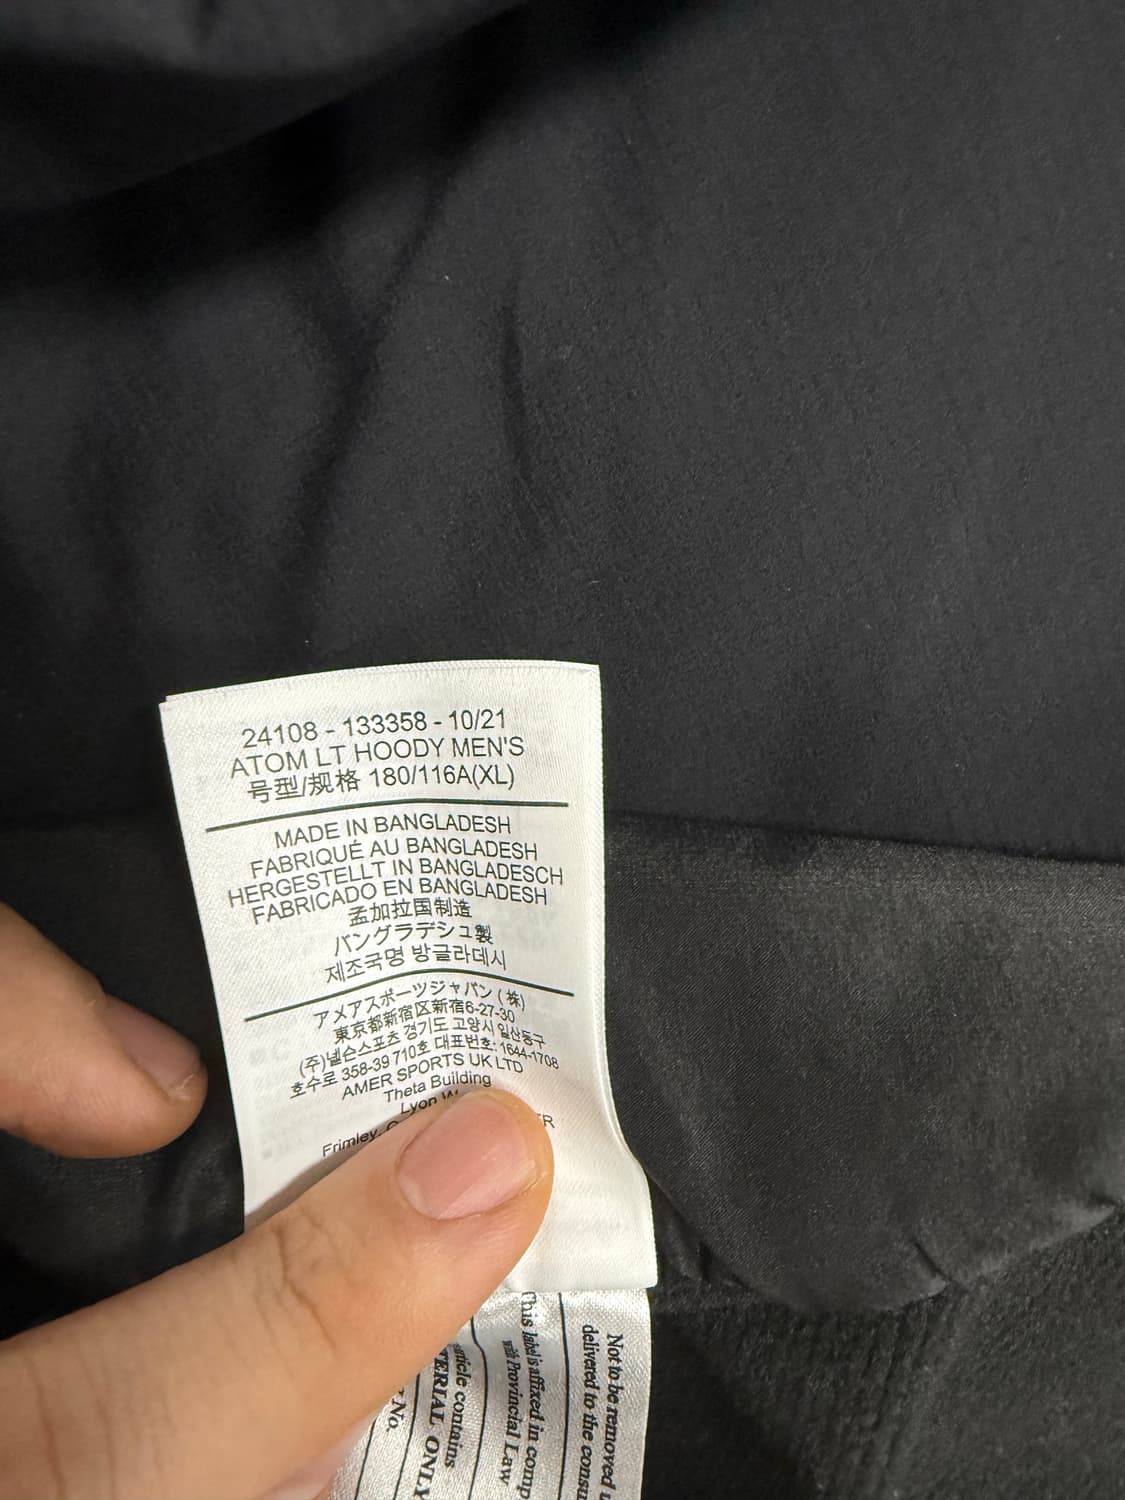 24108 - 133358 - 10/21
ATOM LT HOODY MEN'S
号型/规格 180/116A(XL)
MADE IN BANGLADESH
FABRIQUÉ AU BANGLADESH
HERGESTELLT IN BANGLADESCH
FABRICADO EN BANGLADESH
孟加拉国制造
バングラデシュ製
제조국명 방글라데시
アメアスポーツジャパン (株)
東京都新宿区新宿6-27-30
(주)넬슨스포츠 경기도 고양시 일산동구
호수로 358-39 710호 대표번호: 1644-1708
AMER SPORTS UK LTD
Theta Building
Lyon
Frimley,
Not to be removed
delivered to the
This label is affixed in
with Provincial Law
article contains
ONLY
No.